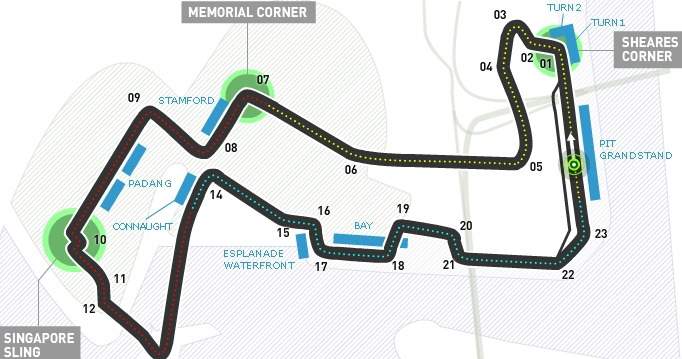 MEMORIAL CORNER
03
TURN 2
TURN 1
SHEARES
CORNER
02
01
04
07
STAMFORD
09
08
PIT
GRANDSTAND
06
05
PADANG
14
CONNAUGHT
16
15
BAY
19
20
23
10
ESPLANADE
WATERFRONT
17
18
21
22
11
12
SINGAPORE
SLING